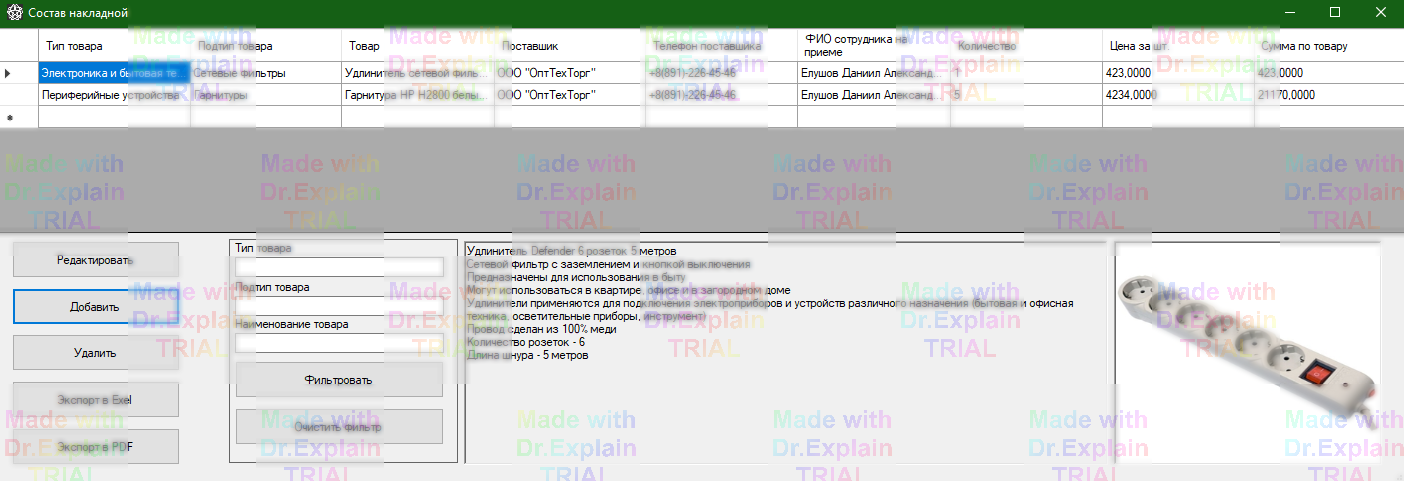 Состав накладной
Тип товара Подтип товара Товар Поставщик Телефон поставщика ФИО сотрудника на приеме Количество Цена за шт. Сумма по товару
Электроника и бытовая те... Сетевые фильтры Удлинитель сетевой филь... ООО "ОптТехТорг" +8(891)-226-45-46 Елушов Даниил Александ... 1 423,0000 423,0000
Периферийные устройства Гарнитуры Гарнитура HP H2800 белы... ООО "ОптТехТорг" +8(891)-226-45-46 Елушов Даниил Александ... 5 4234,0000 21170,0000
Made with Dr.Explain TRIAL
Редактировать
Добавить
Удалить
Экспорт в Exel
Экспорт в PDF
Тип товара
Подтип товара
Наименование товара
Фильтровать
Очистить фильтр
Удлинитель Defender 6 розеток 5 метров
Сетевой фильтр с заземлением и кнопкой выключения
Предназначены для использования в быту
Могут использоваться в квартире, офисе и в загородном доме
Удлинители применяются для подключения электроприборов и устройств различного назначения (бытовая и офисная
техника, осветительные приборы, инструмент)
Провод сделан из 100% меди
Количество розеток - 6
Длина шнура - 5 метров